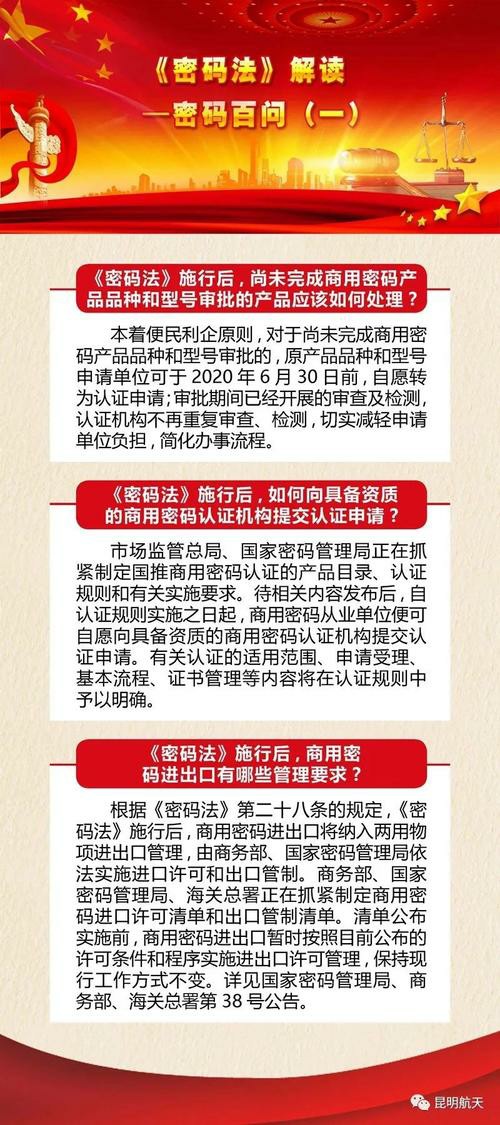 《密码法》解读
—密码百问（一）
《密码法》施行后，尚未完成商用密码产
品品种和型号审批的产品应该如何处理？
本着便民利企原则，对于尚未完成商用密
码产品品种和型号审批的，原产品品种和型号
申请单位可于 2020 年 6 月 30 日前，自愿转
为认证申请；审批期间已经开展的审查及检测，
认证机构不再重复审查、检测，切实减轻申请
单位负担，简化办事流程。
《密码法》施行后，如何向具备资质
的商用密码认证机构提交认证申请？
市场监管总局、国家密码管理局正在抓
紧制定国推商用密码认证的产品目录、认证
规则和有关实施要求。待相关内容发布后，自
认证规则实施之日起，商用密码从业单位便可
自愿向具备资质的商用密码认证机构提交认
证申请。有关认证的适用范围、申请受理、
基本流程、证书管理等内容将在认证规则中
予以明确。
《密码法》施行后，商用密
码进出口有哪些管理要求？
根据《密码法》第二十八条的规定，《密
码法》施行后，商用密码进出口将纳入两用物
项进出口管理，由商务部、国家密码管理局依
法实施进口许可和出口管制。商务部、国家
密码管理局、海关总署正在抓紧制定商用密
码进口许可清单和出口管制清单。清单公布
实施前，商用密码进出口暂时按照目前公布的
许可条件和程序实施进出口许可管理，保持现
行工作方式不变。详见国家密码管理局、商
务部、海关总署第 38 号公告。
昆明航天